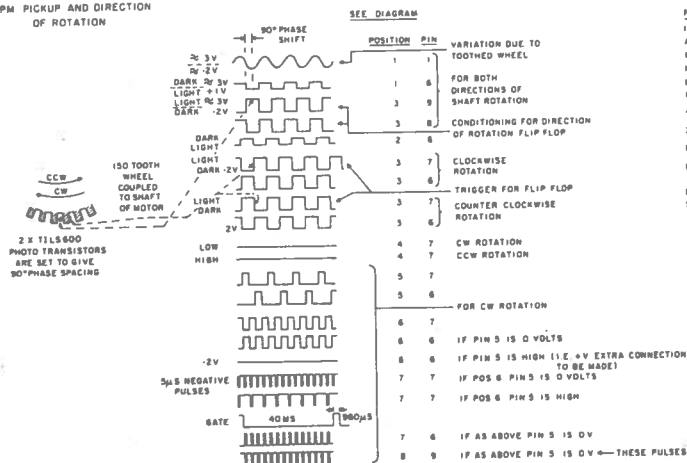 PM PICKUP AND DIRECTION
OF ROTATION
SEE DIAGRAM
90° PHASE
SHIFT
POSITION PIN
≈ 3V
≈ -2V
1 1
VARIATION DUE TO
TOOTHED WHEEL
DARK ≈ 3V
LIGHT +1V
1 6
FOR BOTH
DIRECTIONS OF
SHAFT ROTATION
LIGHT ≈ 3V
DARK -2V
3 9
3 8
CONDITIONING FOR DIRECTION
OF ROTATION FLIP FLOP
DARK
LIGHT
2 6
LIGHT
DARK -2V
3 7
3 6
CLOCKWISE
ROTATION
TRIGGER FOR FLIP FLOP
LIGHT
DARK
3 7
COUNTER CLOCKWISE
ROTATION
2V
6
CCW
CW
150 TOOTH
WHEEL
COUPLED
TO SHAFT
OF MOTOR
2 X TILS600
PHOTO TRANSISTORS
ARE SET TO GIVE
90° PHASE SPACING
LOW 4 7 CW ROTATION
HIGH 4 7 CCW ROTATION
5 7
5 6
FOR CW ROTATION
6 7
6 6 IF PIN 5 IS 0 VOLTS
-2V 6 6 IF PIN 5 IS HIGH (I.E. +V EXTRA CONNECTION
TO BE MADE)
5µS NEGATIVE
PULSES
7 7 IF POS 6 PIN 5 IS 0 VOLTS
7 7 IF POS 6 PIN 5 IS HIGH
GATE 40MS 960µS
7 6 IF AS ABOVE PIN 5 IS 0V
8 9 IF AS ABOVE PIN 5 IS 0V THESE PULSES